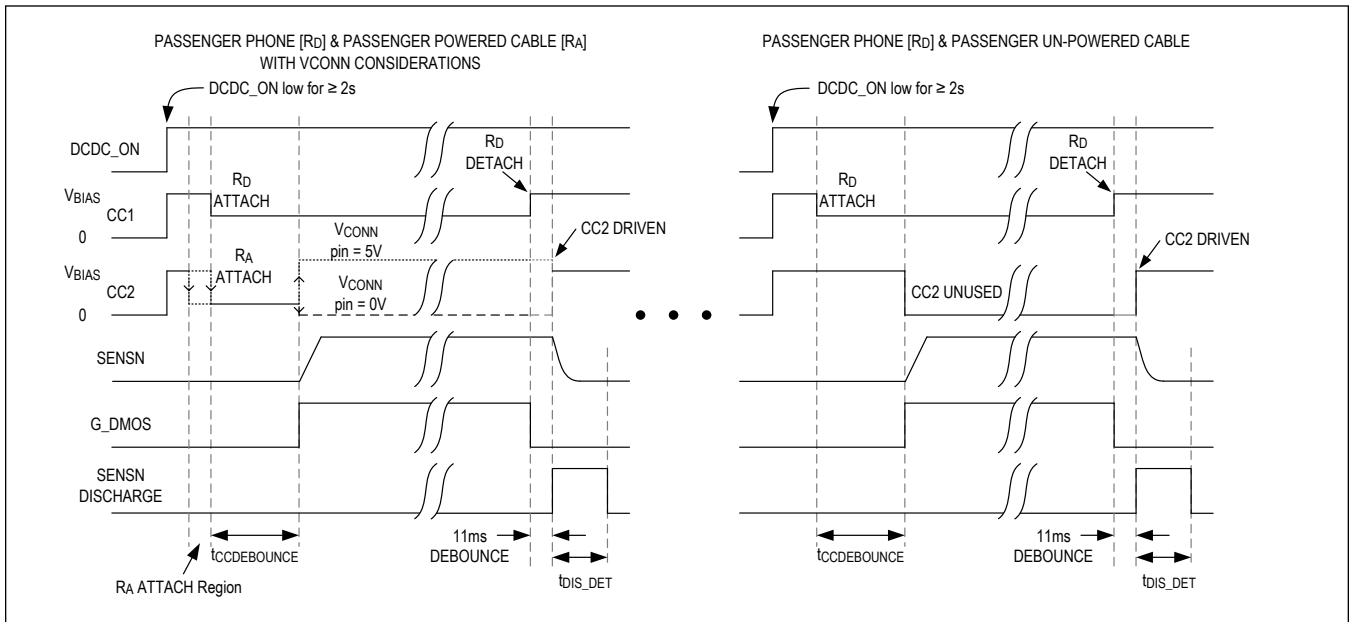 PASSENGER PHONE [RD] & PASSENGER POWERED CABLE [RA]
WITH VCONN CONSIDERATIONS
DCDC_ON low for ≥ 2s
DCDC_ON
RD
DETACH
VBIAS
CC1
0
RD
ATTACH
VCONN
pin = 5V
CC2 DRIVEN
VBIAS
CC2
0
RA
ATTACH
VCONN
pin = 0V
SENSN
G_DMOS
SENSN
DISCHARGE
tCCDEBOUNCE
11ms
DEBOUNCE
tDIS_DET
RA ATTACH Region
PASSENGER PHONE [RD] & PASSENGER UN-POWERED CABLE
DCDC_ON low for ≥ 2s
RD
DETACH
RD
ATTACH
CC2 DRIVEN
CC2 UNUSED
tCCDEBOUNCE
11ms
DEBOUNCE
tDIS_DET